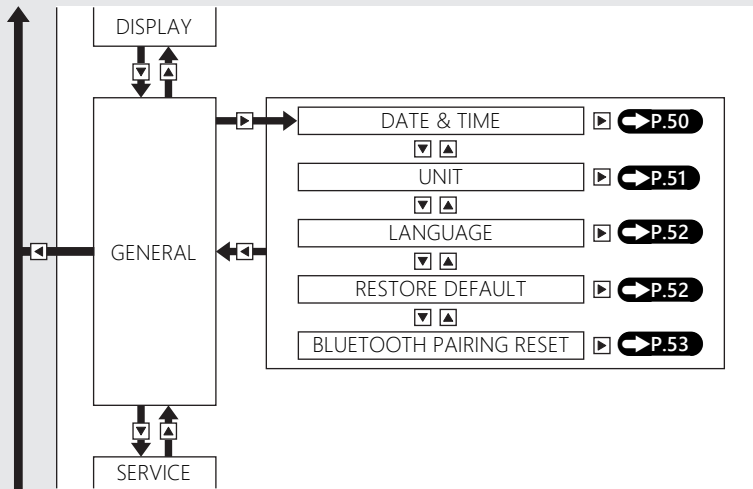 DISPLAY
GENERAL
DATE & TIME P.50
UNIT P.51
LANGUAGE P.52
RESTORE DEFAULT P.52
BLUETOOTH PAIRING RESET P.53
SERVICE